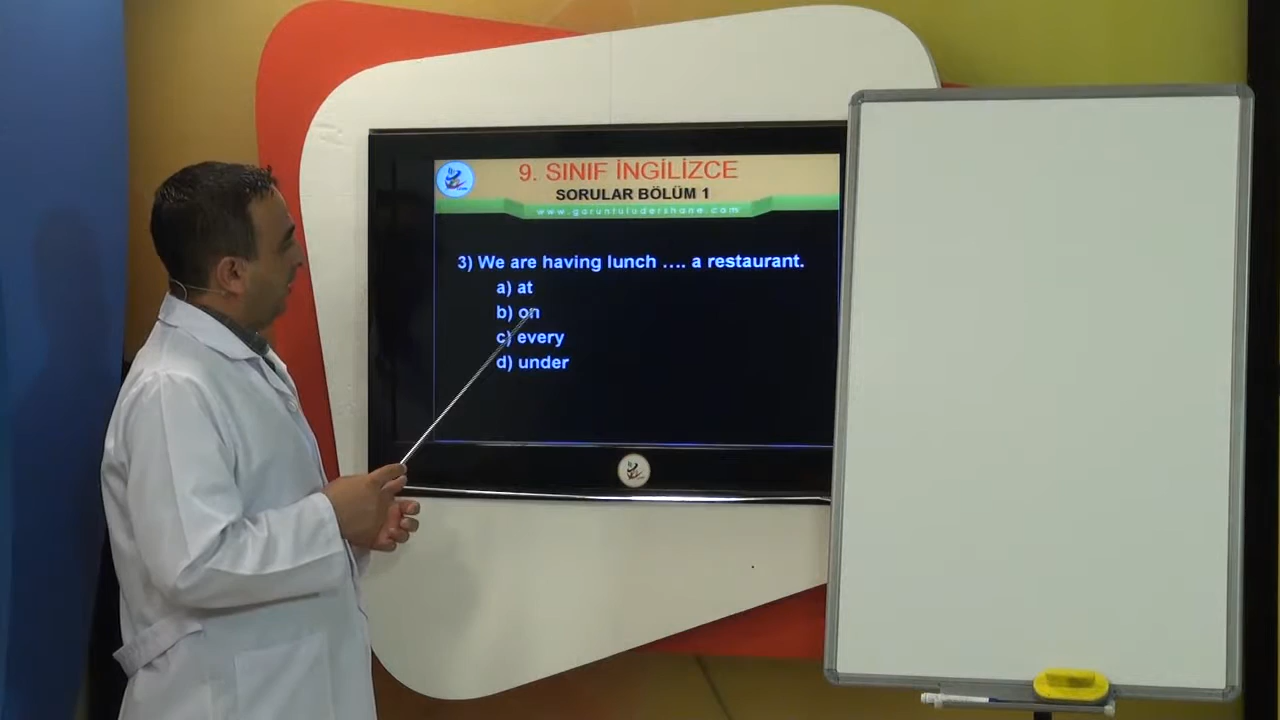 9. SINIF İNGİLİZCE
SORULAR BÖLÜM 1
www.goruntuludershane.com
3) We are having lunch .... a restaurant.
a) at
b) on
c) every
d) under